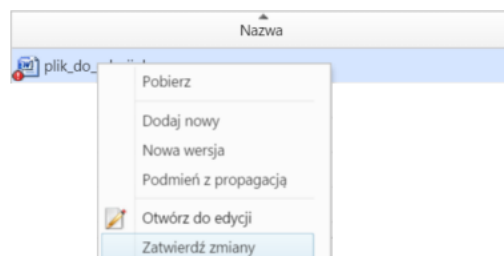 Nazwa
plik_do_
Pobierz
Dodaj nowy
Nowa wersja
Podmień z propagacją
Otwórz do edycji
Zatwierdź zmiany